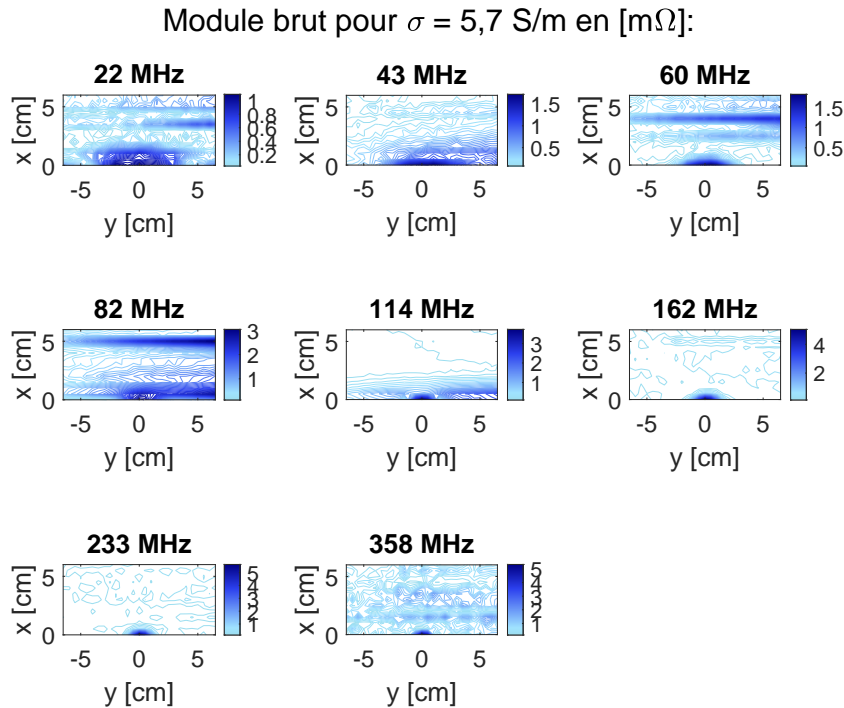 Module brut pour σ = 5,7 S/m en [mΩ]:
22 MHz
43 MHz
60 MHz
x [cm]
5
0
1
0.8
0.6
0.4
0.2
x [cm]
5
0
1.5
1
0.5
x [cm]
5
0
1.5
1
0.5
-5 0 5
-5 0 5
-5 0 5
y [cm]
y [cm]
y [cm]
82 MHz
114 MHz
162 MHz
x [cm]
5
0
3
2
1
x [cm]
5
0
3
2
1
x [cm]
5
0
4
2
-5 0 5
-5 0 5
-5 0 5
y [cm]
y [cm]
y [cm]
233 MHz
358 MHz
x [cm]
5
0
5
4
3
2
1
x [cm]
5
0
5
4
3
2
1
-5 0 5
-5 0 5
y [cm]
y [cm]